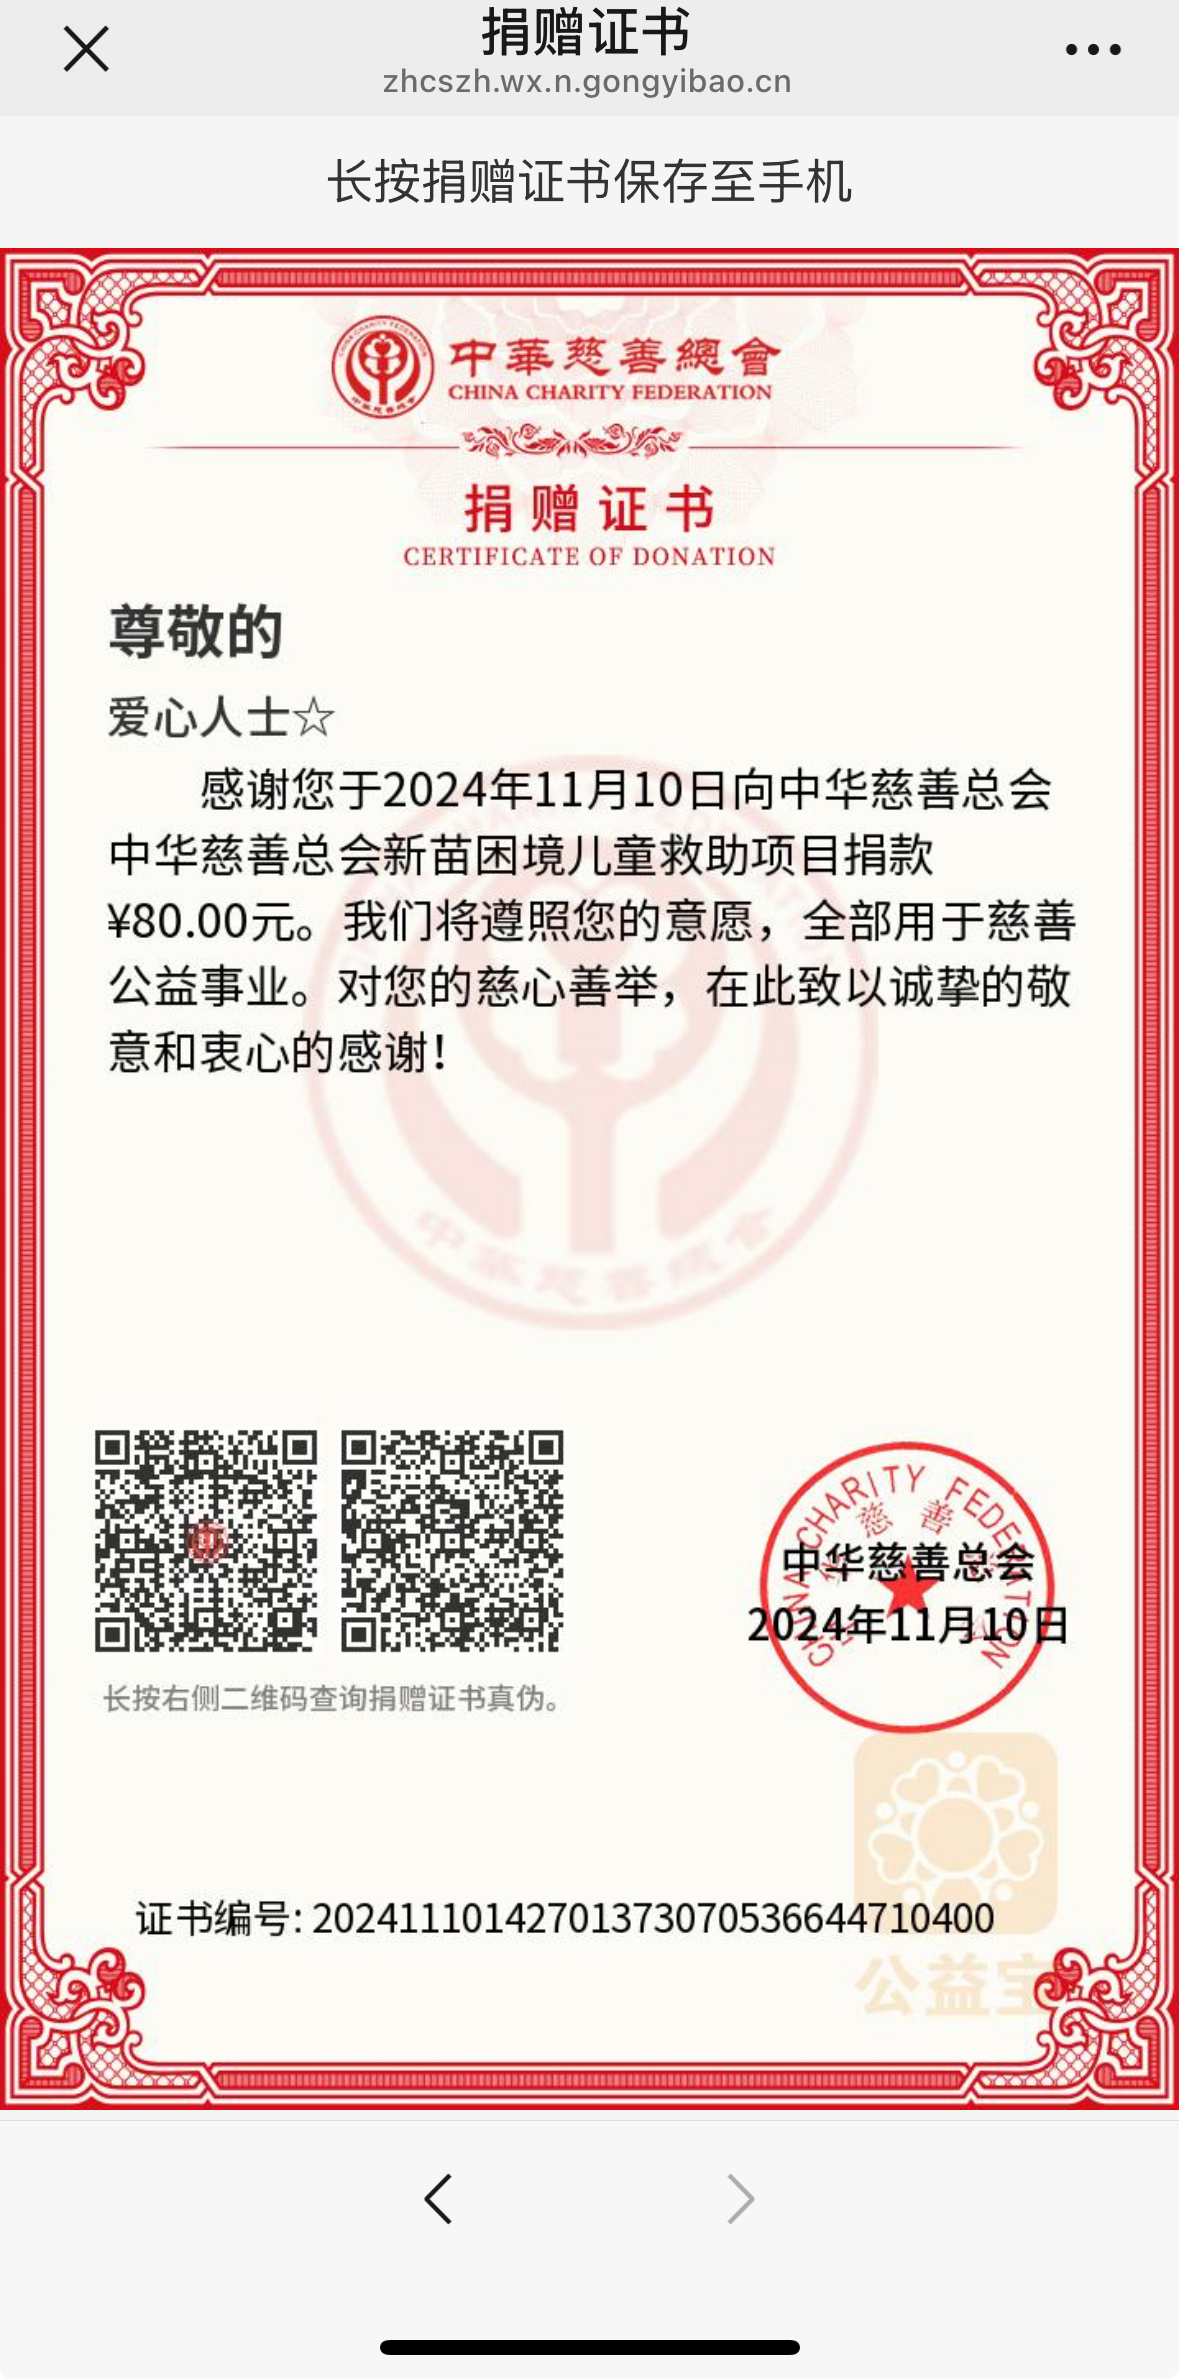 捐赠证书
zhcszh.wx.n.gongyibao.cn
长按捐赠证书保存至手机
中華慈善總會
CHINA CHARITY FEDERATION
捐赠证书
CERTIFICATE OF DONATION
尊敬的
爱心人士☆
感谢您于2024年11月10日向中华慈善总会
中华慈善总会新苗困境儿童救助项目捐款
¥80.00元。我们将遵照您的意愿，全部用于慈善
公益事业。对您的慈心善举，在此致以诚挚的敬
意和衷心的感谢！
中華慈善總會
CHINA CHARITY FEDERATION
中华慈善总会
2024年11月10日
长按右侧二维码查询捐赠证书真伪。
证书编号: 20241110142701373070536644710400
公益宝